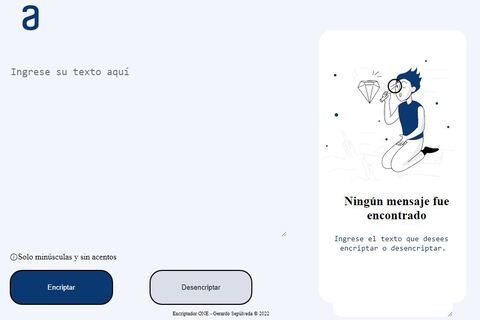 a
Ingrese su texto aquí
Ningún mensaje fue
encontrado
Ingrese el texto que desees
encriptar o desencriptar.
Solo minúsculas y sin acentos
Encriptar
Desencriptar
Encriptador ONE - Gerardo Sepúlveda © 2022